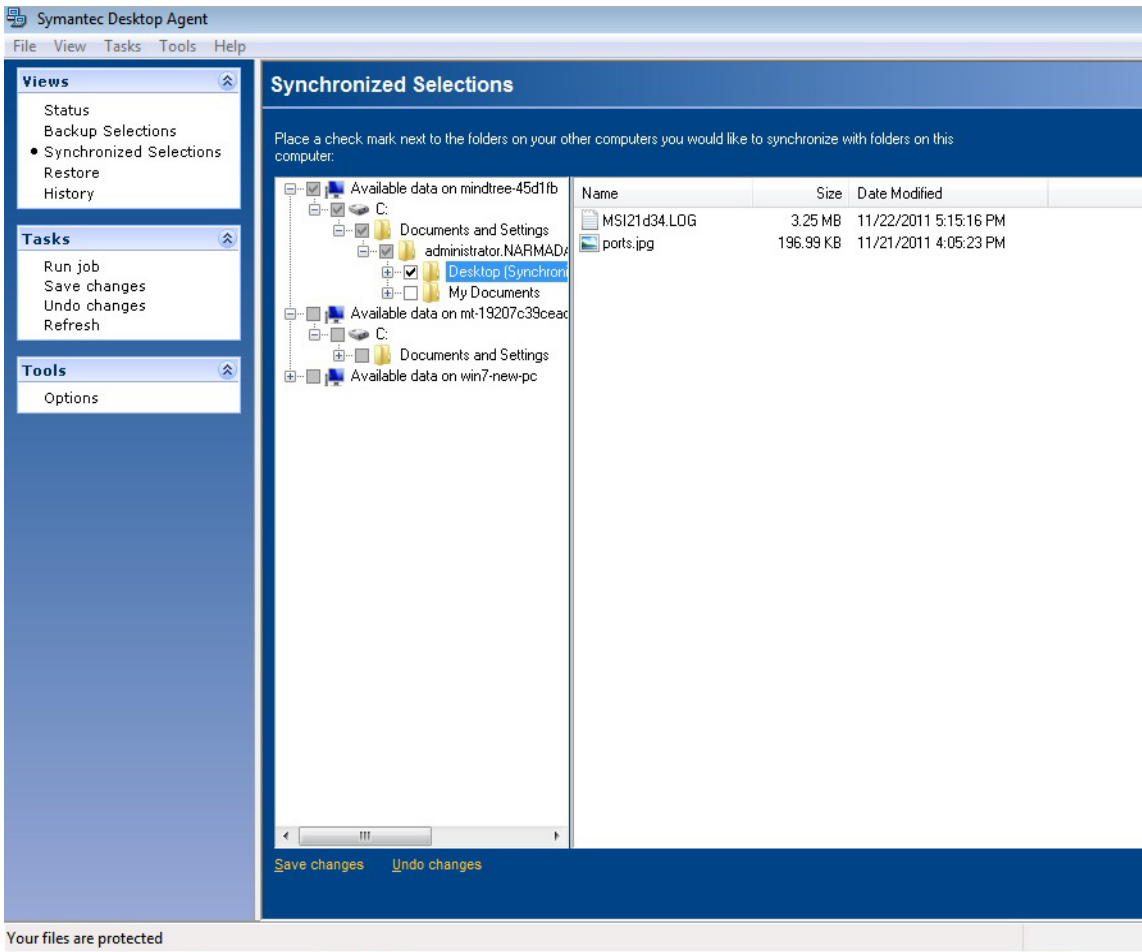 Symantec Desktop Agent
File View Tasks Tools Help
Views
Status
Backup Selections
Synchronized Selections
Restore
History
Tasks
Run job
Save changes
Undo changes
Refresh
Tools
Options
Synchronized Selections
Place a check mark next to the folders on your other computers you would like to synchronize with folders on this
computer:
Available data on mindtree-45d1fb
C:
Documents and Settings
administrator.NARMADA
Desktop (Synchroni
My Documents
Available data on mt-19207c39ceac
C:
Documents and Settings
Available data on win7-new-pc
Name Size Date Modified
MSI21d34.LOG 3.25 MB 11/22/2011 5:15:16 PM
ports.jpg 196.99 KB 11/21/2011 4:05:23 PM
Save changes Undo changes
Your files are protected